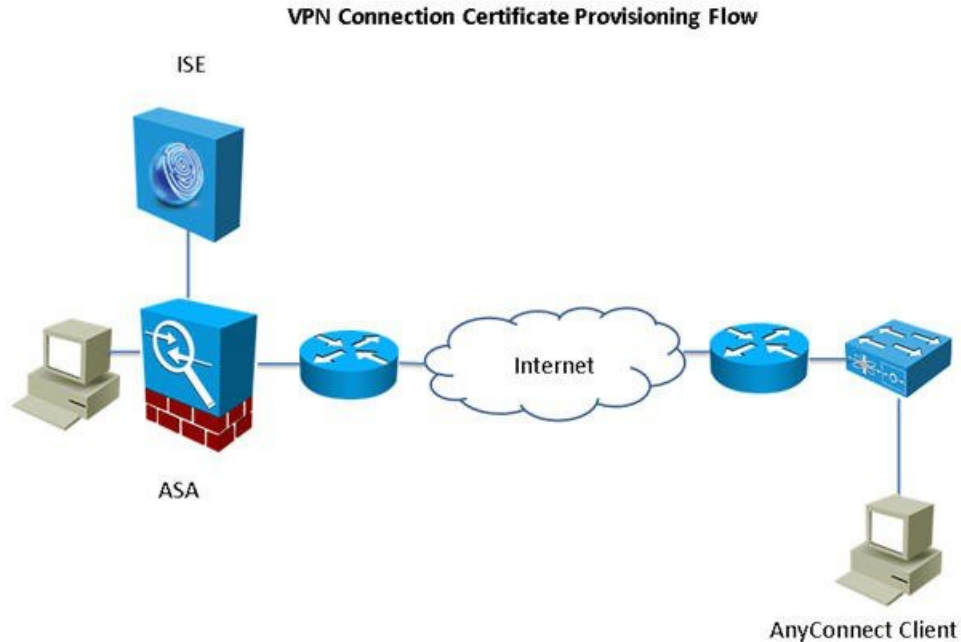 VPN Connection Certificate Provisioning Flow
ISE
Internet
ASA
AnyConnect Client